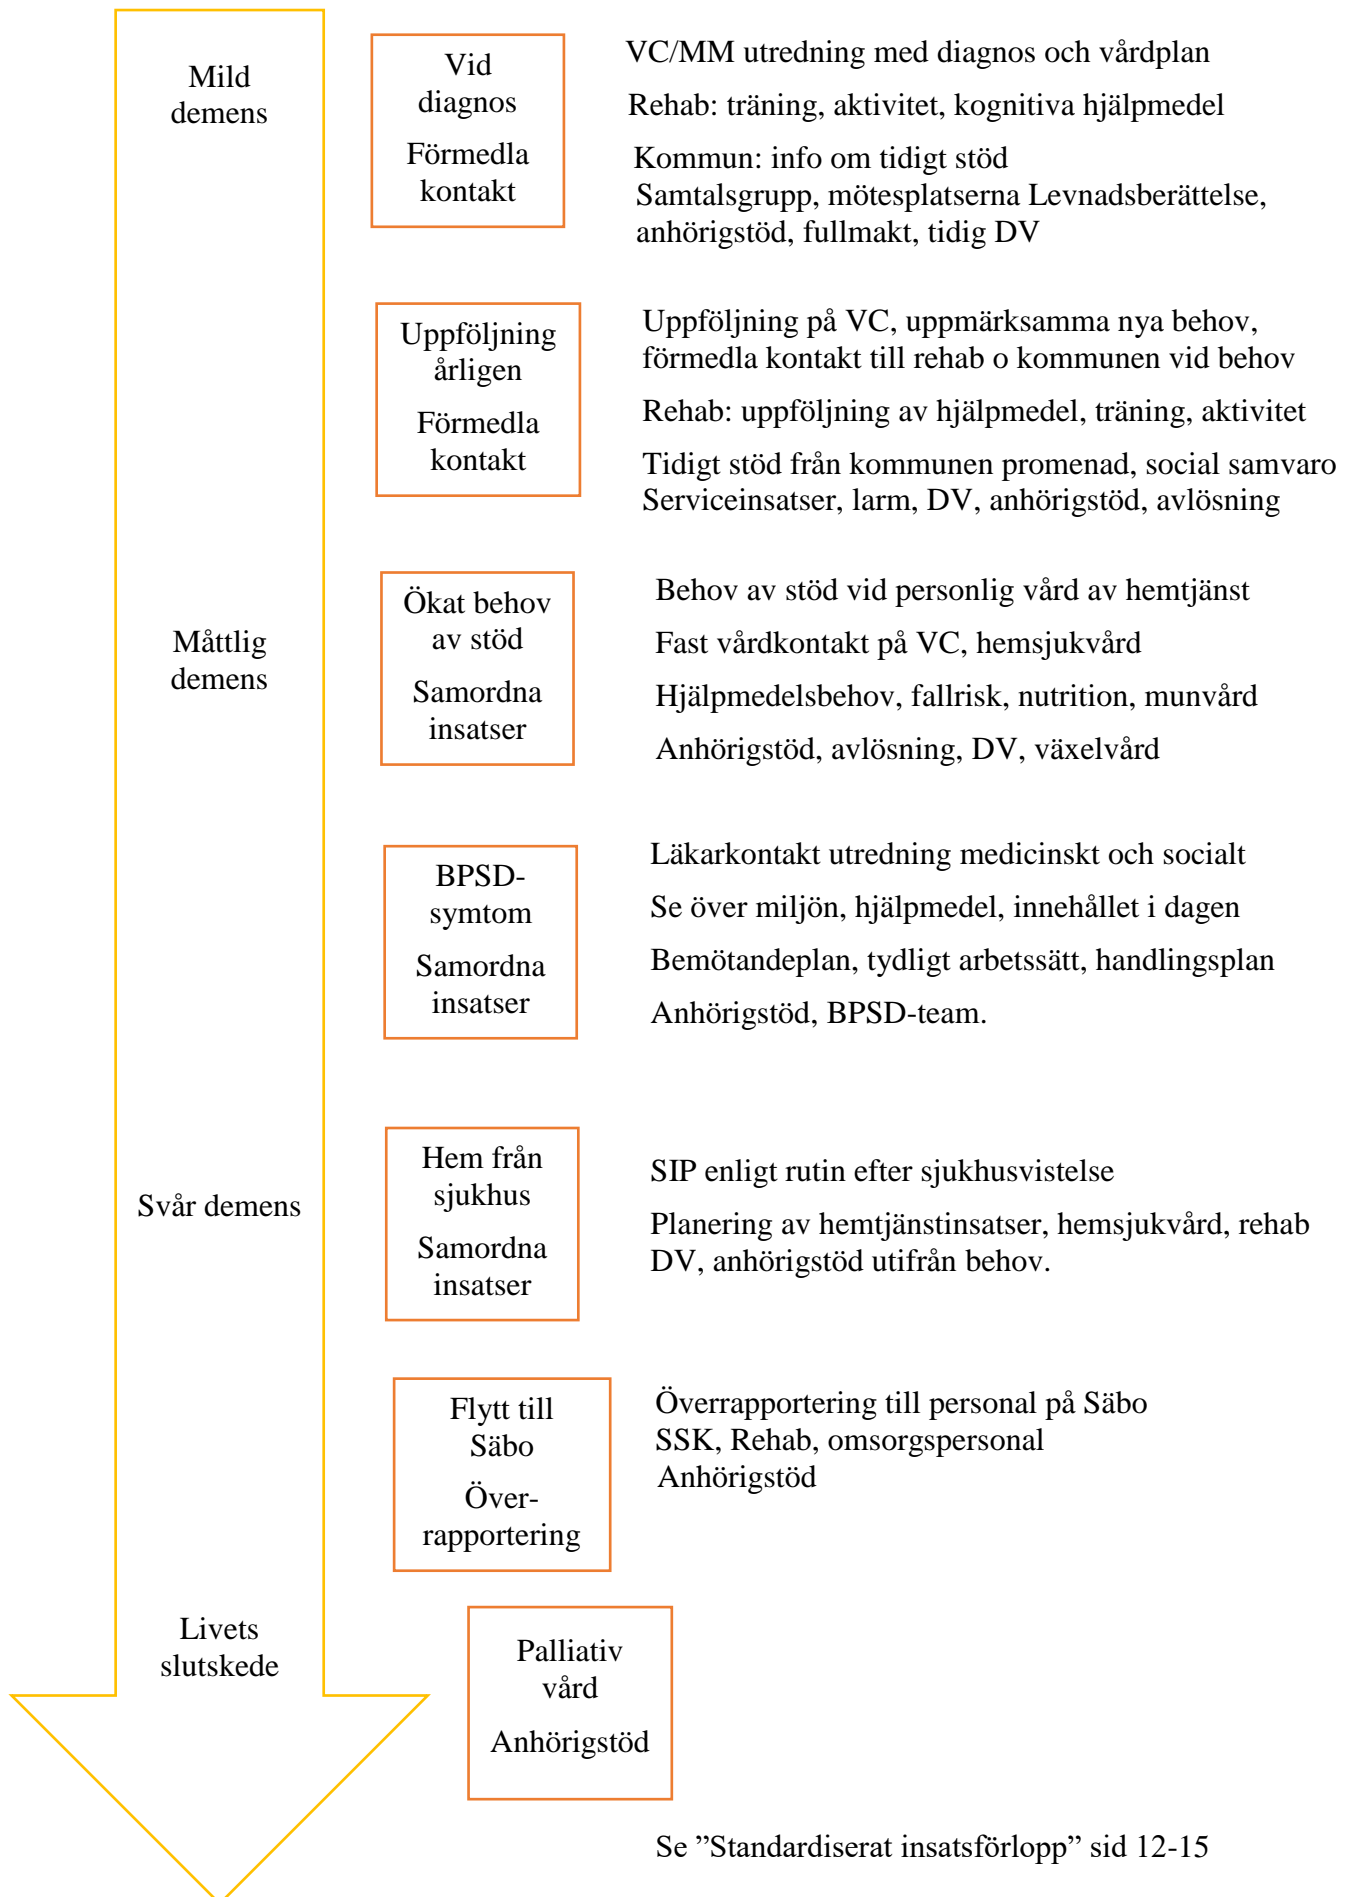 Mild
demens
Vid
diagnos
Förmedla
kontakt
VC/MM utredning med diagnos och vårdplan
Rehab: träning, aktivitet, kognitiva hjälpmedel
Kommun: info om tidigt stöd
Samtalsgrupp, mötesplatserna Levnadsberättelse,
anhörigstöd, fullmakt, tidig DV
Uppföljning
årligen
Förmedla
kontakt
Uppföljning på VC, uppmärksamma nya behov,
förmedla kontakt till rehab o kommunen vid behov
Rehab: uppföljning av hjälpmedel, träning, aktivitet
Tidigt stöd från kommunen promenad, social samvaro
Serviceinsatser, larm, DV, anhörigstöd, avlösning
Måttlig
demens
Ökat behov
av stöd
Samordna
insatser
Behov av stöd vid personlig vård av hemtjänst
Fast vårdkontakt på VC, hemsjukvård
Hjälpmedelsbehov, fallrisk, nutrition, munvård
Anhörigstöd, avlösning, DV, växelvård
BPSD-
symtom
Samordna
insatser
Läkarkontakt utredning medicinskt och socialt
Se över miljön, hjälpmedel, innehållet i dagen
Bemötandeplan, tydligt arbetssätt, handlingsplan
Anhörigstöd, BPSD-team.
Svår demens
Hem från
sjukhus
Samordna
insatser
SIP enligt rutin efter sjukhusvistelse
Planering av hemtjänstinsatser, hemsjukvård, rehab
DV, anhörigstöd utifrån behov.
Flytt till
Säbo
Över-
rapportering
Överrapportering till personal på Säbo
SSK, Rehab, omsorgspersonal
Anhörigstöd
Livets
slutskede
Palliativ
vård
Anhörigstöd
Se ”Standardiserat insatsförlopp” sid 12-15